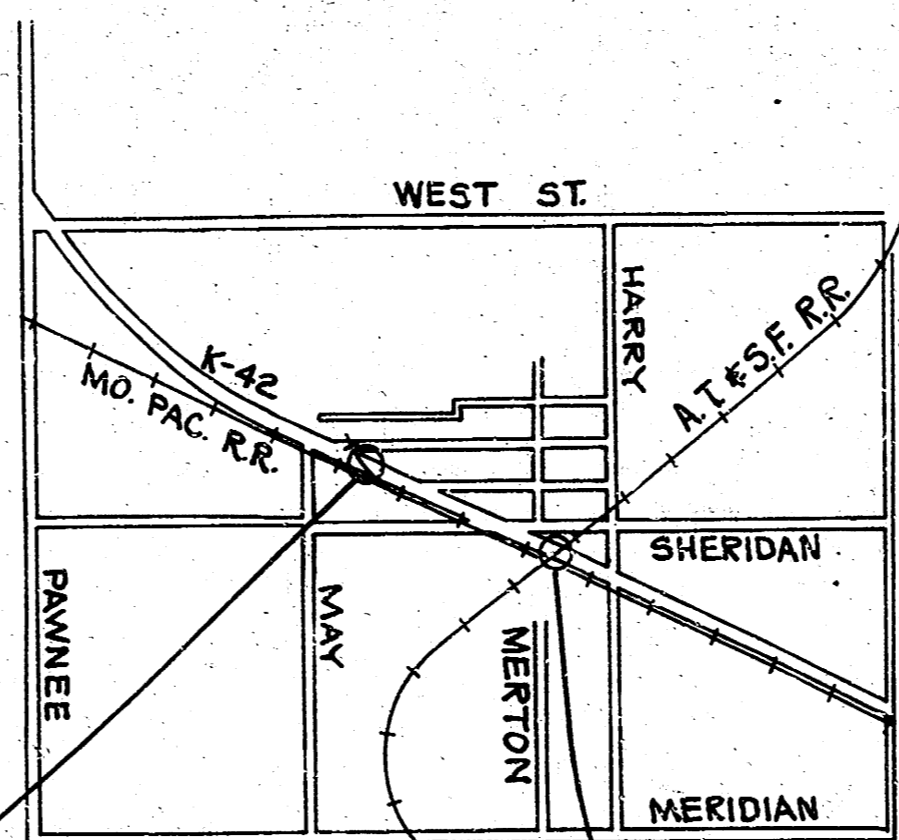 WEST ST.
HARRY
A.T. & S.F. R.R.
K-42
MO. PAC. R.R.
SHERIDAN
PAWNEE
MAY
MERTON
MERIDIAN